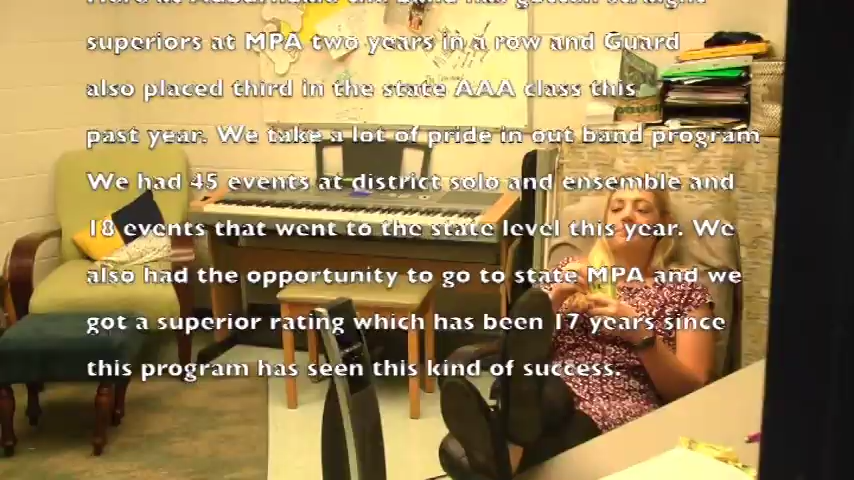 superiors at MPA two years in a row and Guard
also placed third in the state AAA class this
past year. We take a lot of pride in out band program
We had 45 events at district solo and ensemble and
18 events that went to the state level this year. We
also had the opportunity to go to state MPA and we
got a superior rating which has been 17 years since
this program has seen this kind of success.